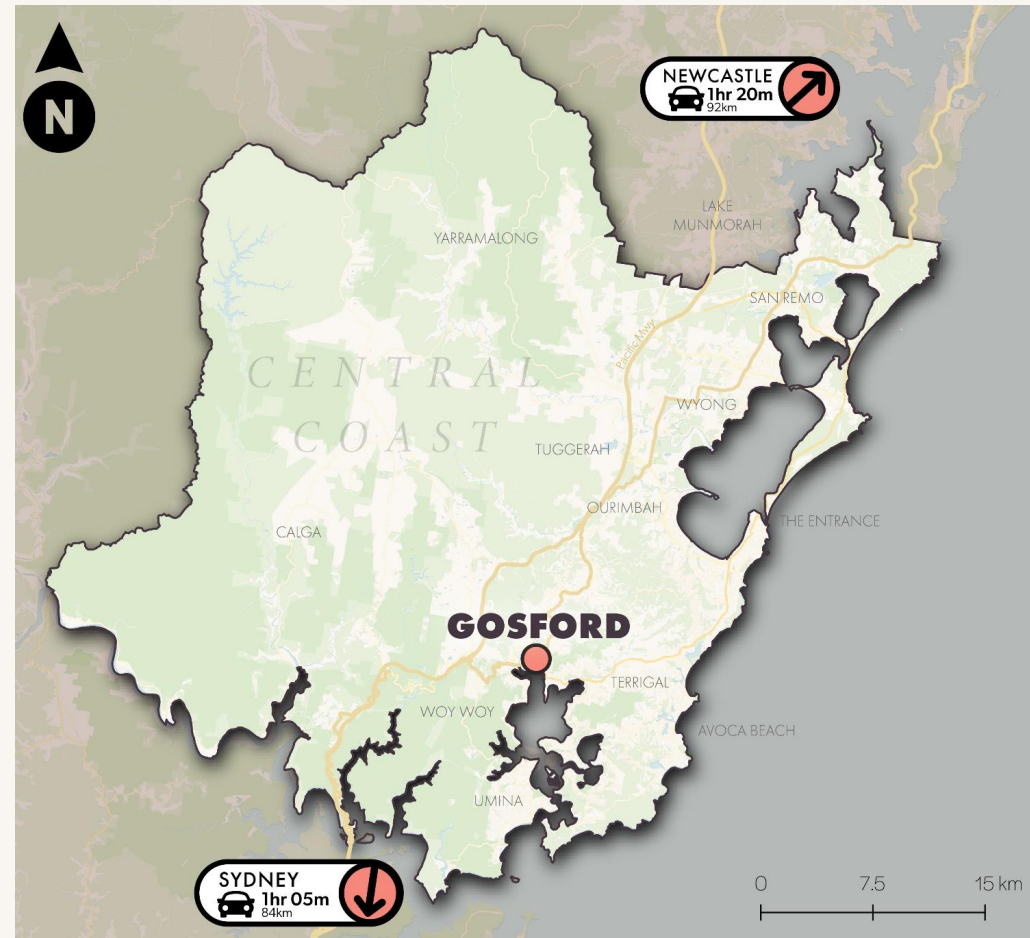 N
NEWCASTLE
1hr 20m
92km
LAKE
MUNMORAH
YARRAMALONG
SAN REMO
Pacific Mwy
CENTRAL
COAST
WYONG
TUGGERAH
OURIMBAH
THE ENTRANCE
CALGA
GOSFORD
TERRIGAL
WOY WOY
AVOCA BEACH
UMINA
SYDNEY
1hr 05m
84km
0 7.5 15 km